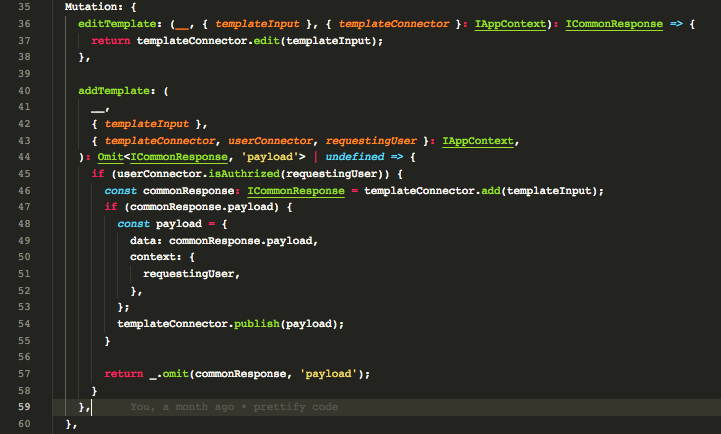 35 Mutation: {
36 editTemplate: (__, { templateInput }, { templateConnector }: IAppContext): ICommonResponse => {
37 return templateConnector.edit(templateInput);
38 },
39
40 addTemplate: (
41 __,
42 { templateInput },
43 { templateConnector, userConnector, requestingUser }: IAppContext,
44 ): Omit<ICommonResponse, 'payload'> | undefined => {
45 if (userConnector.isAuthrized(requestingUser)) {
46 const commonResponse: ICommonResponse = templateConnector.add(templateInput);
47 if (commonResponse.payload) {
48 const payload = {
49 data: commonResponse.payload,
50 context: {
51 requestingUser,
52 },
53 };
54 templateConnector.publish(payload);
55 }
56
57 return _.omit(commonResponse, 'payload');
58 }
59 }, You, a month ago • prettify code
60 },